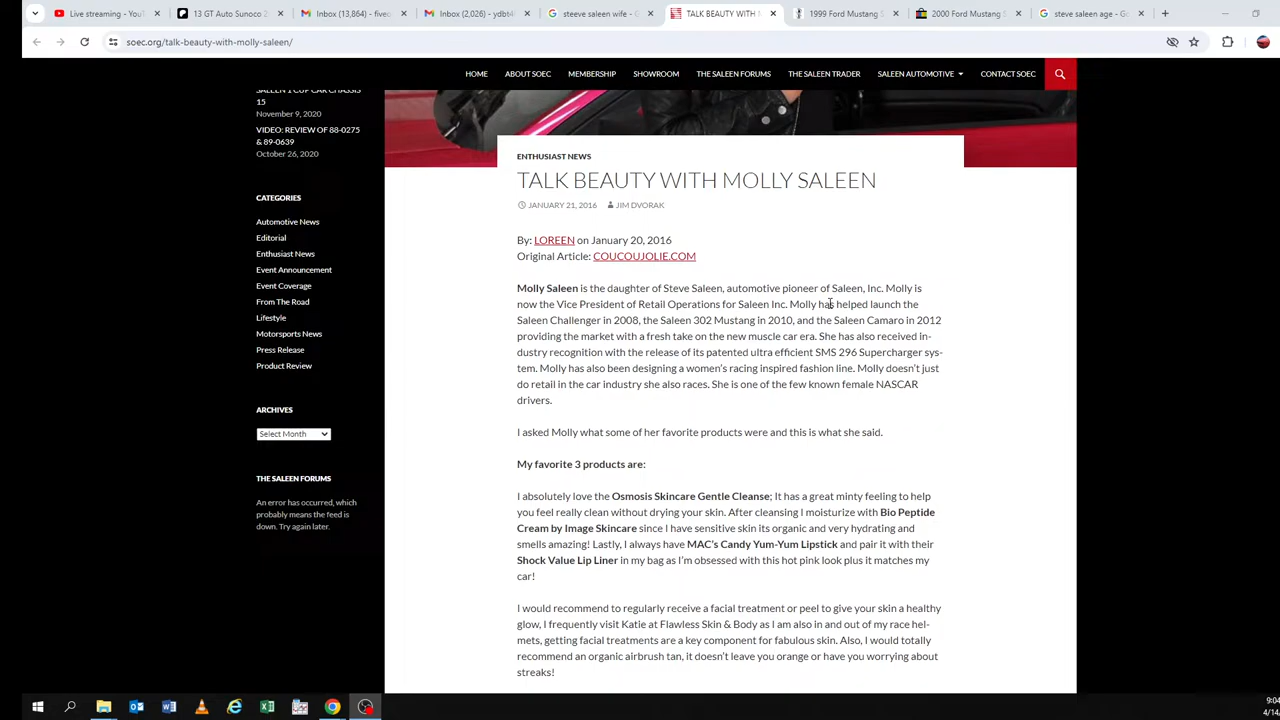 Live streaming - YouT
13 GT Auto Sunoco 2
Inbox (13,864) - fiveo
Inbox (2,026) - ydbt4
steeve saleen wife - G
TALK BEAUTY WITH M
1999 Ford Mustang S
2000 Ford Mustang S
steve saleen age - Go
soec.org/talk-beauty-with-molly-saleen/
HOME
ABOUT SOEC
MEMBERSHIP
SHOWROOM
THE SALEEN FORUMS
THE SALEEN TRADER
SALEEN AUTOMOTIVE
CONTACT SOEC
SALEEN 1 CUP CAR CHASSIS
15
November 9, 2020
VIDEO: REVIEW OF 88-0275
& 89-0639
October 26, 2020
CATEGORIES
Automotive News
Editorial
Enthusiast News
Event Announcement
Event Coverage
From The Road
Lifestyle
Motorsports News
Press Release
Product Review
ARCHIVES
Select Month
THE SALEEN FORUMS
An error has occurred, which
probably means the feed is
down. Try again later.
ENTHUSIAST NEWS
TALK BEAUTY WITH MOLLY SALEEN
JANUARY 21, 2016 JIM DVORAK
By: LOREEN on January 20, 2016
Original Article: COUCOUJOLIE.COM
Molly Saleen is the daughter of Steve Saleen, automotive pioneer of Saleen, Inc. Molly is
now the Vice President of Retail Operations for Saleen Inc. Molly has helped launch the
Saleen Challenger in 2008, the Saleen 302 Mustang in 2010, and the Saleen Camaro in 2012
providing the market with a fresh take on the new muscle car era. She has also received in-
dustry recognition with the release of its patented ultra efficient SMS 296 Supercharger sys-
tem. Molly has also been designing a women's racing inspired fashion line. Molly doesn't just
do retail in the car industry she also races. She is one of the few known female NASCAR
drivers.
I asked Molly what some of her favorite products were and this is what she said.
My favorite 3 products are:
I absolutely love the Osmosis Skincare Gentle Cleanse; It has a great minty feeling to help
you feel really clean without drying your skin. After cleansing I moisturize with Bio Peptide
Cream by Image Skincare since I have sensitive skin its organic and very hydrating and
smells amazing! Lastly, I always have MAC's Candy Yum-Yum Lipstick and pair it with their
Shock Value Lip Liner in my bag as I'm obsessed with this hot pink look plus it matches my
car!
I would recommend to regularly receive a facial treatment or peel to give your skin a healthy
glow, I frequently visit Katie at Flawless Skin & Body as I am also in and out of my race hel-
mets, getting facial treatments are a key component for fabulous skin. Also, I would totally
recommend an organic airbrush tan, it doesn't leave you orange or have you worrying about
streaks!
9:04
4/14